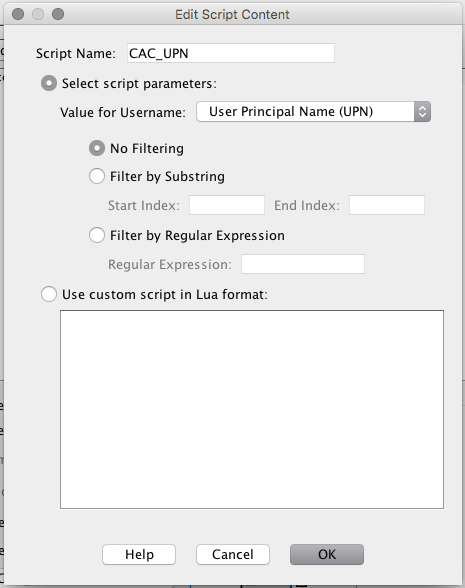 Edit Script Content
Script Name: CAC_UPN
Select script parameters:
Value for Username: User Principal Name (UPN)
No Filtering
Filter by Substring
Start Index: End Index:
Filter by Regular Expression
Regular Expression:
Use custom script in Lua format:
Help Cancel OK